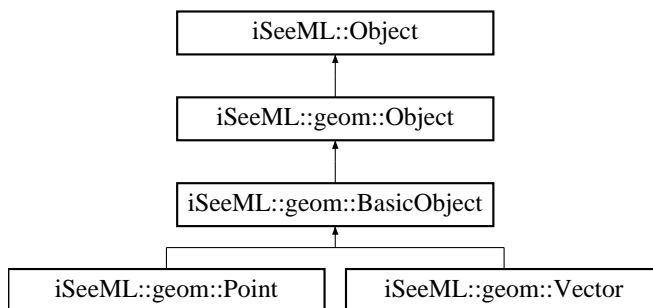 iSeeML::Object
iSeeML::geom::Object
iSeeML::geom::BasicObject
iSeeML::geom::Point
iSeeML::geom::Vector